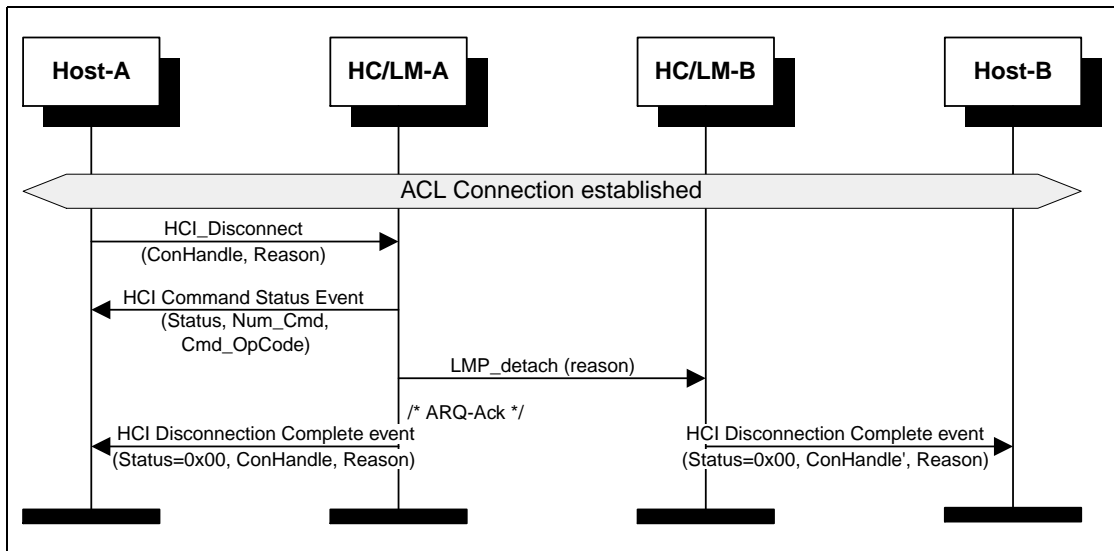 Host-A
HC/LM-A
HC/LM-B
Host-B
ACL Connection established
HCI_Disconnect
(ConHandle, Reason)
HCI Command Status Event
(Status, Num_Cmd,
Cmd_OpCode)
LMP_detach (reason)
/* ARQ-Ack */
HCI Disconnection Complete event
(Status=0x00, ConHandle, Reason)
HCI Disconnection Complete event
(Status=0x00, ConHandle', Reason)